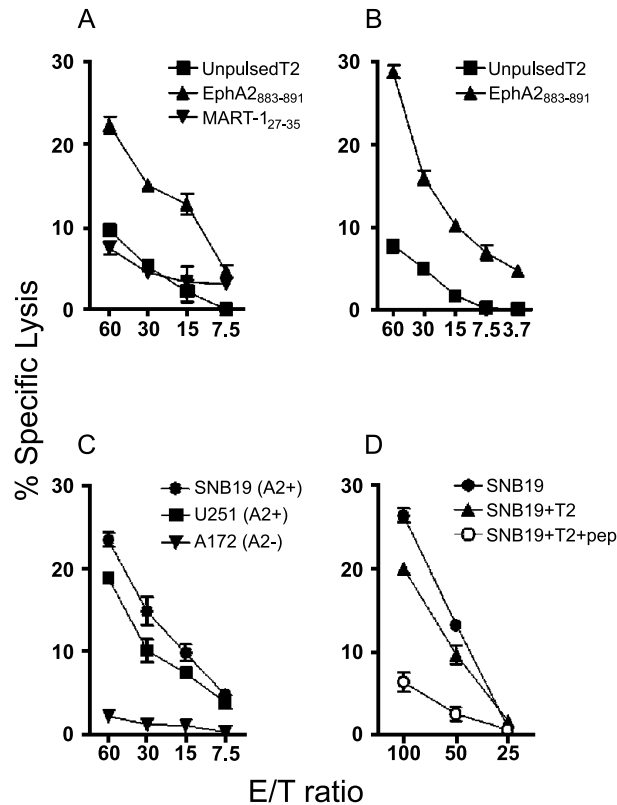 A
30
20
10
0
60 30 15 7.5
UnpulsedT2
EphA2883-891
MART-127-35
B
30
20
10
0
60 30 15 7.5 3.7
UnpulsedT2
EphA2883-891
% Specific Lysis
C
30
20
10
0
60 30 15 7.5
SNB19 (A2+)
U251 (A2+)
A172 (A2-)
D
30
20
10
0
100 50 25
SNB19
SNB19+T2
SNB19+T2+pep
E/T ratio